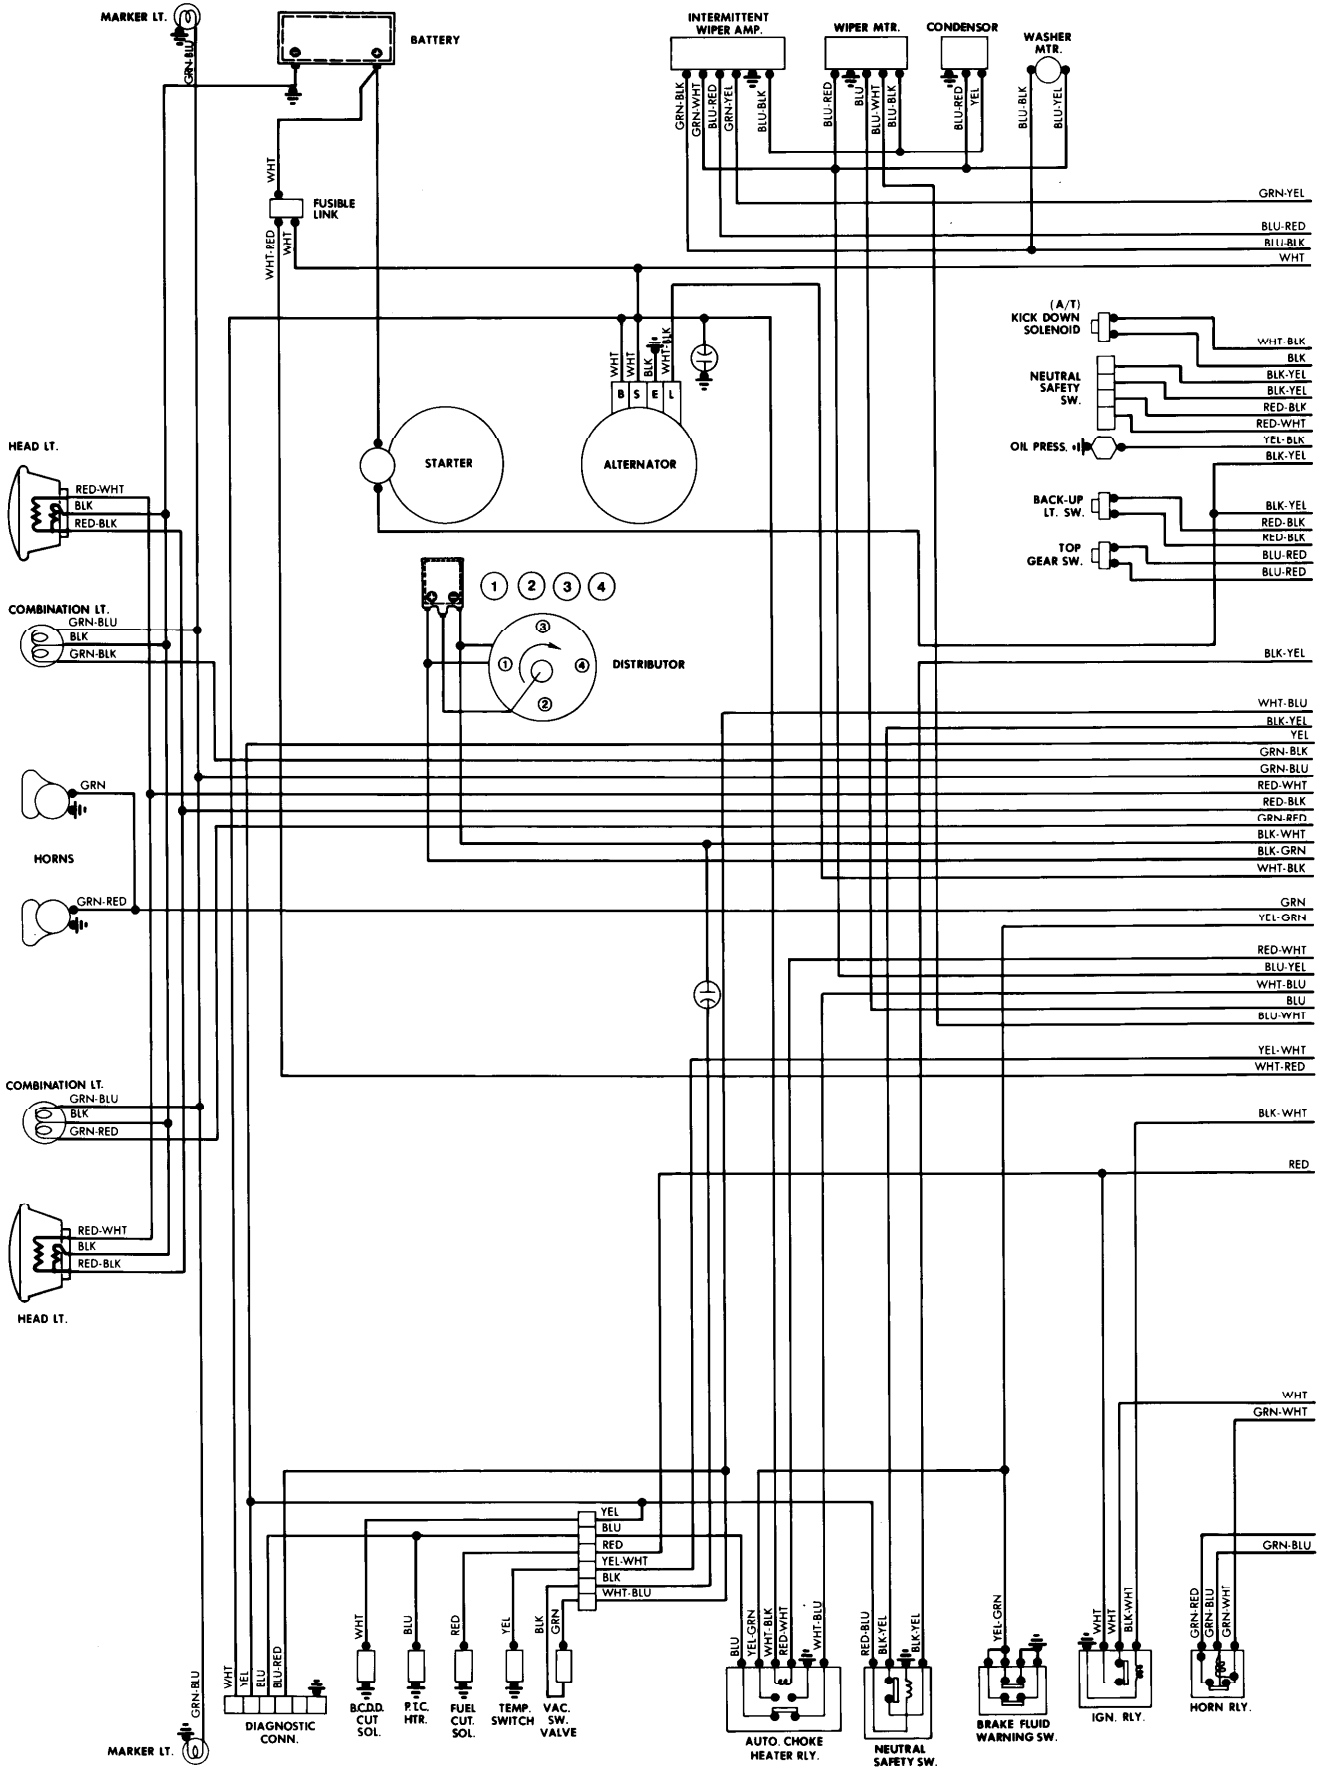 MARKER LT.
GRN-BLU
BATTERY
INTERMITTENT
WIPER AMP.
WIPER MTR.
CONDENSOR
WASHER
MTR.
GRN-BLK
GRN-WHT
BLU-RED
GRN-YEL
BLU-BLK
BLU-RED
BLU
BLU-WHT
BLU-BLK
BLU-RED
YEL
BLU-BLK
BLU-YEL
WHT
FUSIBLE
LINK
WHT-RED
WHT
GRN-YEL
BLU-RED
BLU-BLK
WHT
(A/T)
KICK DOWN
SOLENOID
WHT-BLK
BLK
NEUTRAL
SAFETY
SW.
BLK-YEL
BLK-YEL
RED-BLK
RED-WHT
OIL PRESS.
YEL-BLK
BLK-YEL
BACK-UP
LT. SW.
BLK-YEL
RED-BLK
RED-BLK
TOP
GEAR SW.
BLU-RED
BLU-RED
WHT
WHT
BLK
WHT-BLK
B S E L
STARTER
ALTERNATOR
HEAD LT.
RED-WHT
BLK
RED-BLK
1 2 3 4
3
1
4
2
DISTRIBUTOR
COMBINATION LT.
GRN-BLU
BLK
GRN-BLK
BLK-YEL
WHT-BLU
BLK-YEL
YEL
GRN-BLK
GRN-BLU
RED-WHT
RED-BLK
GRN-RED
BLK-WHT
BLK-GRN
WHT-BLK
GRN
HORNS
GRN-RED
GRN
YEL-GRN
RED-WHT
BLU-YEL
WHT-BLU
BLU
BLU-WHT
YEL-WHT
WHT-RED
COMBINATION LT.
GRN-BLU
BLK
GRN-RED
BLK-WHT
RED
RED-WHT
BLK
RED-BLK
HEAD LT.
WHT
GRN-WHT
GRN-BLU
YEL
BLU
RED
YEL-WHT
BLK
WHT-BLU
GRN-BLU
WHT
YEL
BLU
BLU-RED
WHT
BLU
RED
YEL
BLK
GRN
BLU
YEL-GRN
WHT-BLK
RED-WHT
WHT-BLU
RED-BLU
BLK-YEL
BLK-YEL
YEL-GRN
WHT
WHT
BLK-WHT
GRN-RED
GRN-BLU
GRN-WHT
MARKER LT.
DIAGNOSTIC
CONN.
B.C.D.D.
CUT
SOL.
P.T.C.
HTR.
FUEL
CUT.
SOL.
TEMP.
SWITCH
VAC.
SW.
VALVE
AUTO. CHOKE
HEATER RLY.
NEUTRAL
SAFETY SW.
BRAKE FLUID
WARNING SW.
IGN. RLY.
HORN RLY.